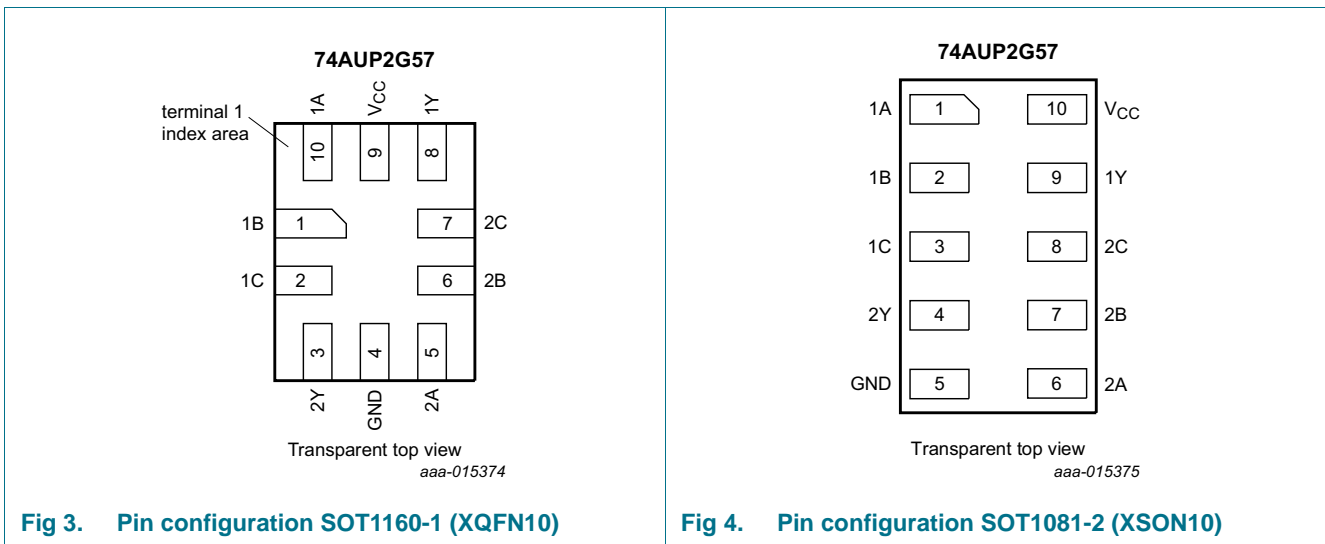 74AUP2G57
terminal 1
index area
1A
VCC
1Y
10
9
8
1B
1
7
2C
1C
2
6
2B
3
4
5
2Y
GND
2A
Transparent top view
aaa-015374
Fig 3. Pin configuration SOT1160-1 (XQFN10)
74AUP2G57
1A
1
10
VCC
1B
2
9
1Y
1C
3
8
2C
2Y
4
7
2B
GND
5
6
2A
Transparent top view
aaa-015375
Fig 4. Pin configuration SOT1081-2 (XSON10)